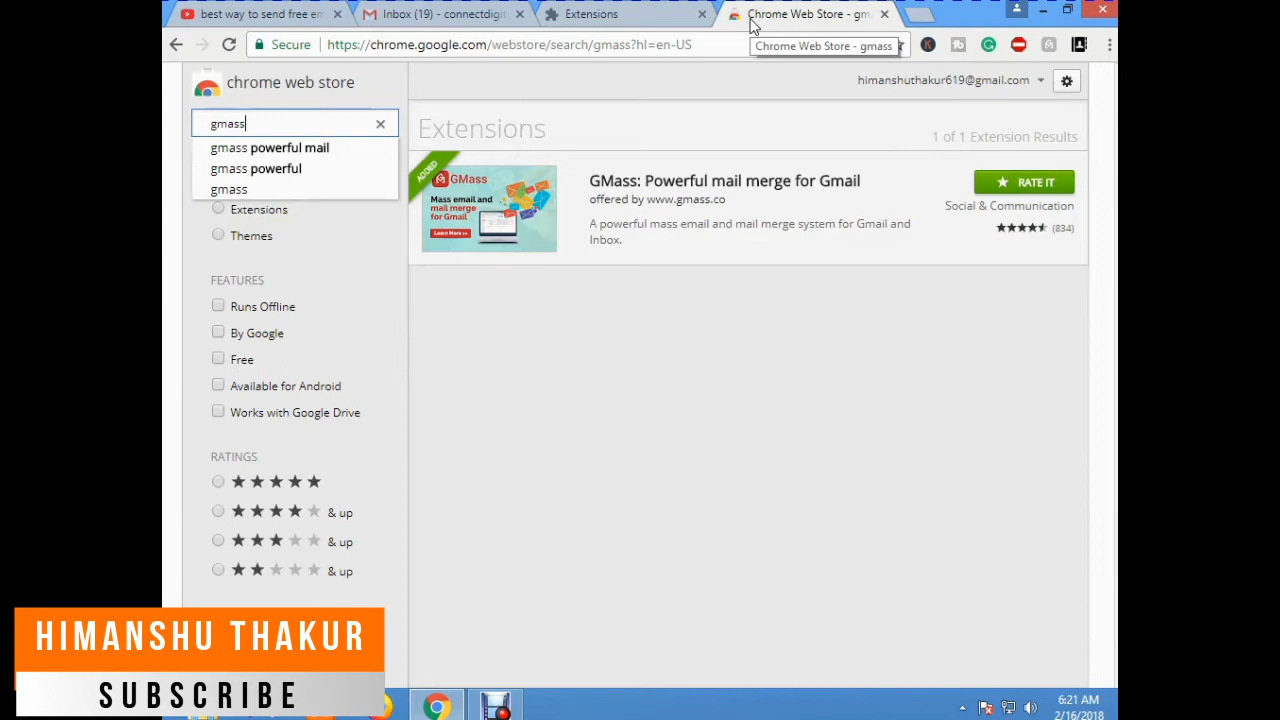 best way to send free em
Inbox (19) - connectdigit
Extensions
Chrome Web Store - gm
Secure
https://chrome.google.com/webstore/search/gmass?hl=en-US
Chrome Web Store - gmass
chrome web store
himanshuthakur619@gmail.com
gmass
gmass powerful mail
gmass powerful
gmass
Extensions
Themes
FEATURES
Runs Offline
By Google
Free
Available for Android
Works with Google Drive
RATINGS
& up
& up
& up
Extensions
1 of 1 Extension Results
ADDED
GMass
Mass email and
mail merge
for Gmail
Learn More >>
GMass: Powerful mail merge for Gmail
offered by www.gmass.co
A powerful mass email and mail merge system for Gmail and
Inbox.
RATE IT
Social & Communication
(834)
HIMANSHU THAKUR
SUBSCRIBE
6:21 AM
2/16/2018